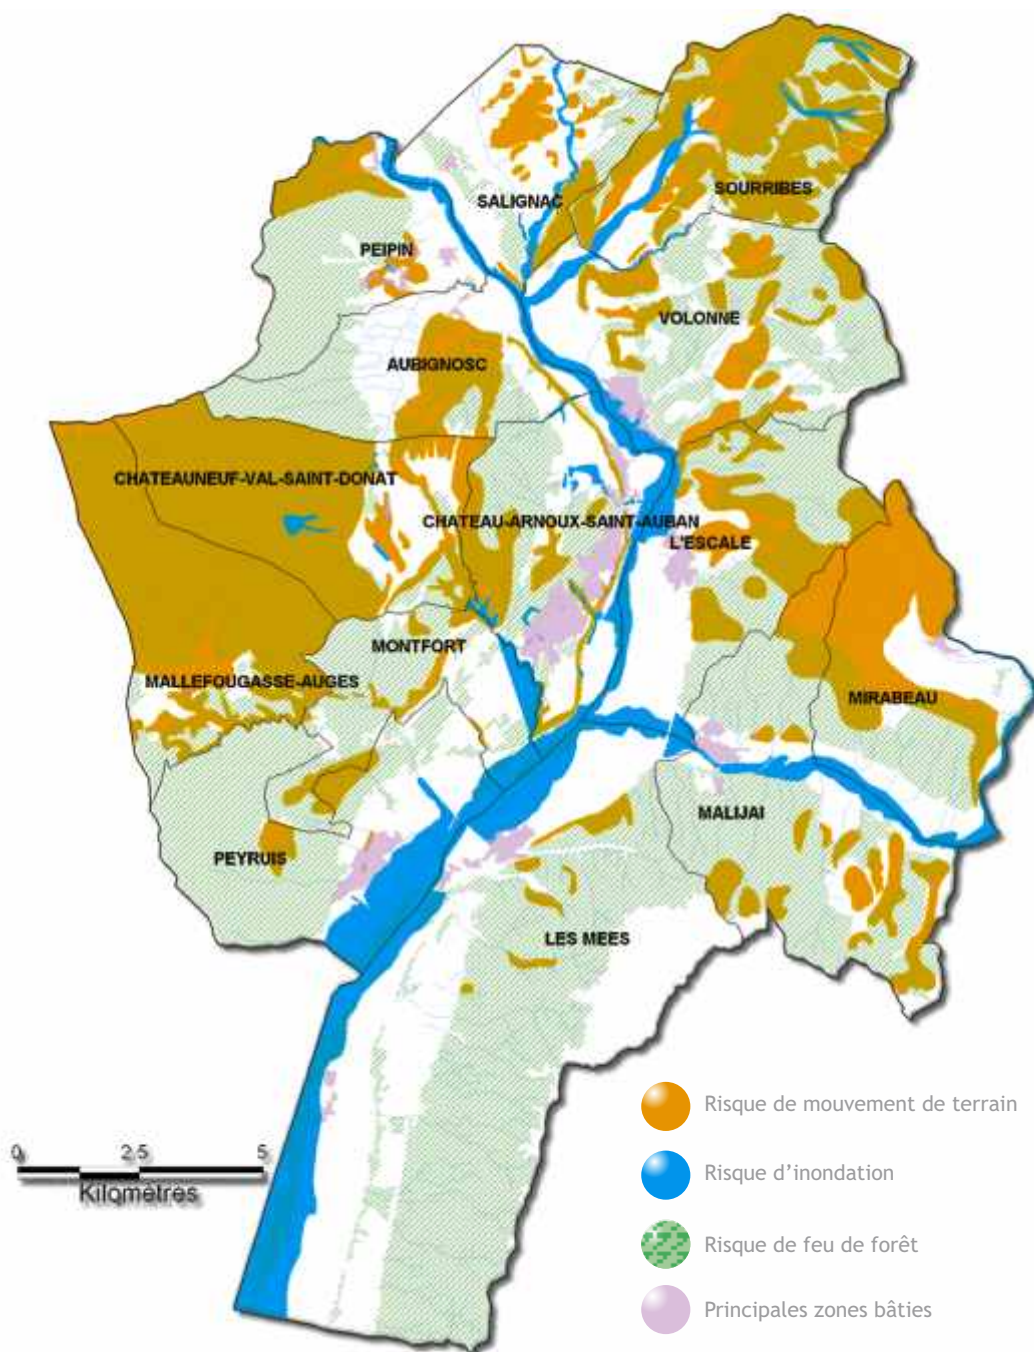 SALIGNAC
SOURRIBES
PEIPIN
VOLONNE
AUBIGNOSC
CHATEAUNEUF-VAL-SAINT-DONAT
CHATEAU-ARNOUX-SAINT-AUBAN
L'ESCALE
MONTFORT
MALLEFOUGASSE-AUGES
MIRABEAU
MALIJAI
PEYRUIS
LES MEES
Risque de mouvement de terrain
0 2.5 5
Kilomètres
Risque d’inondation
Risque de feu de forêt
Principales zones bâties